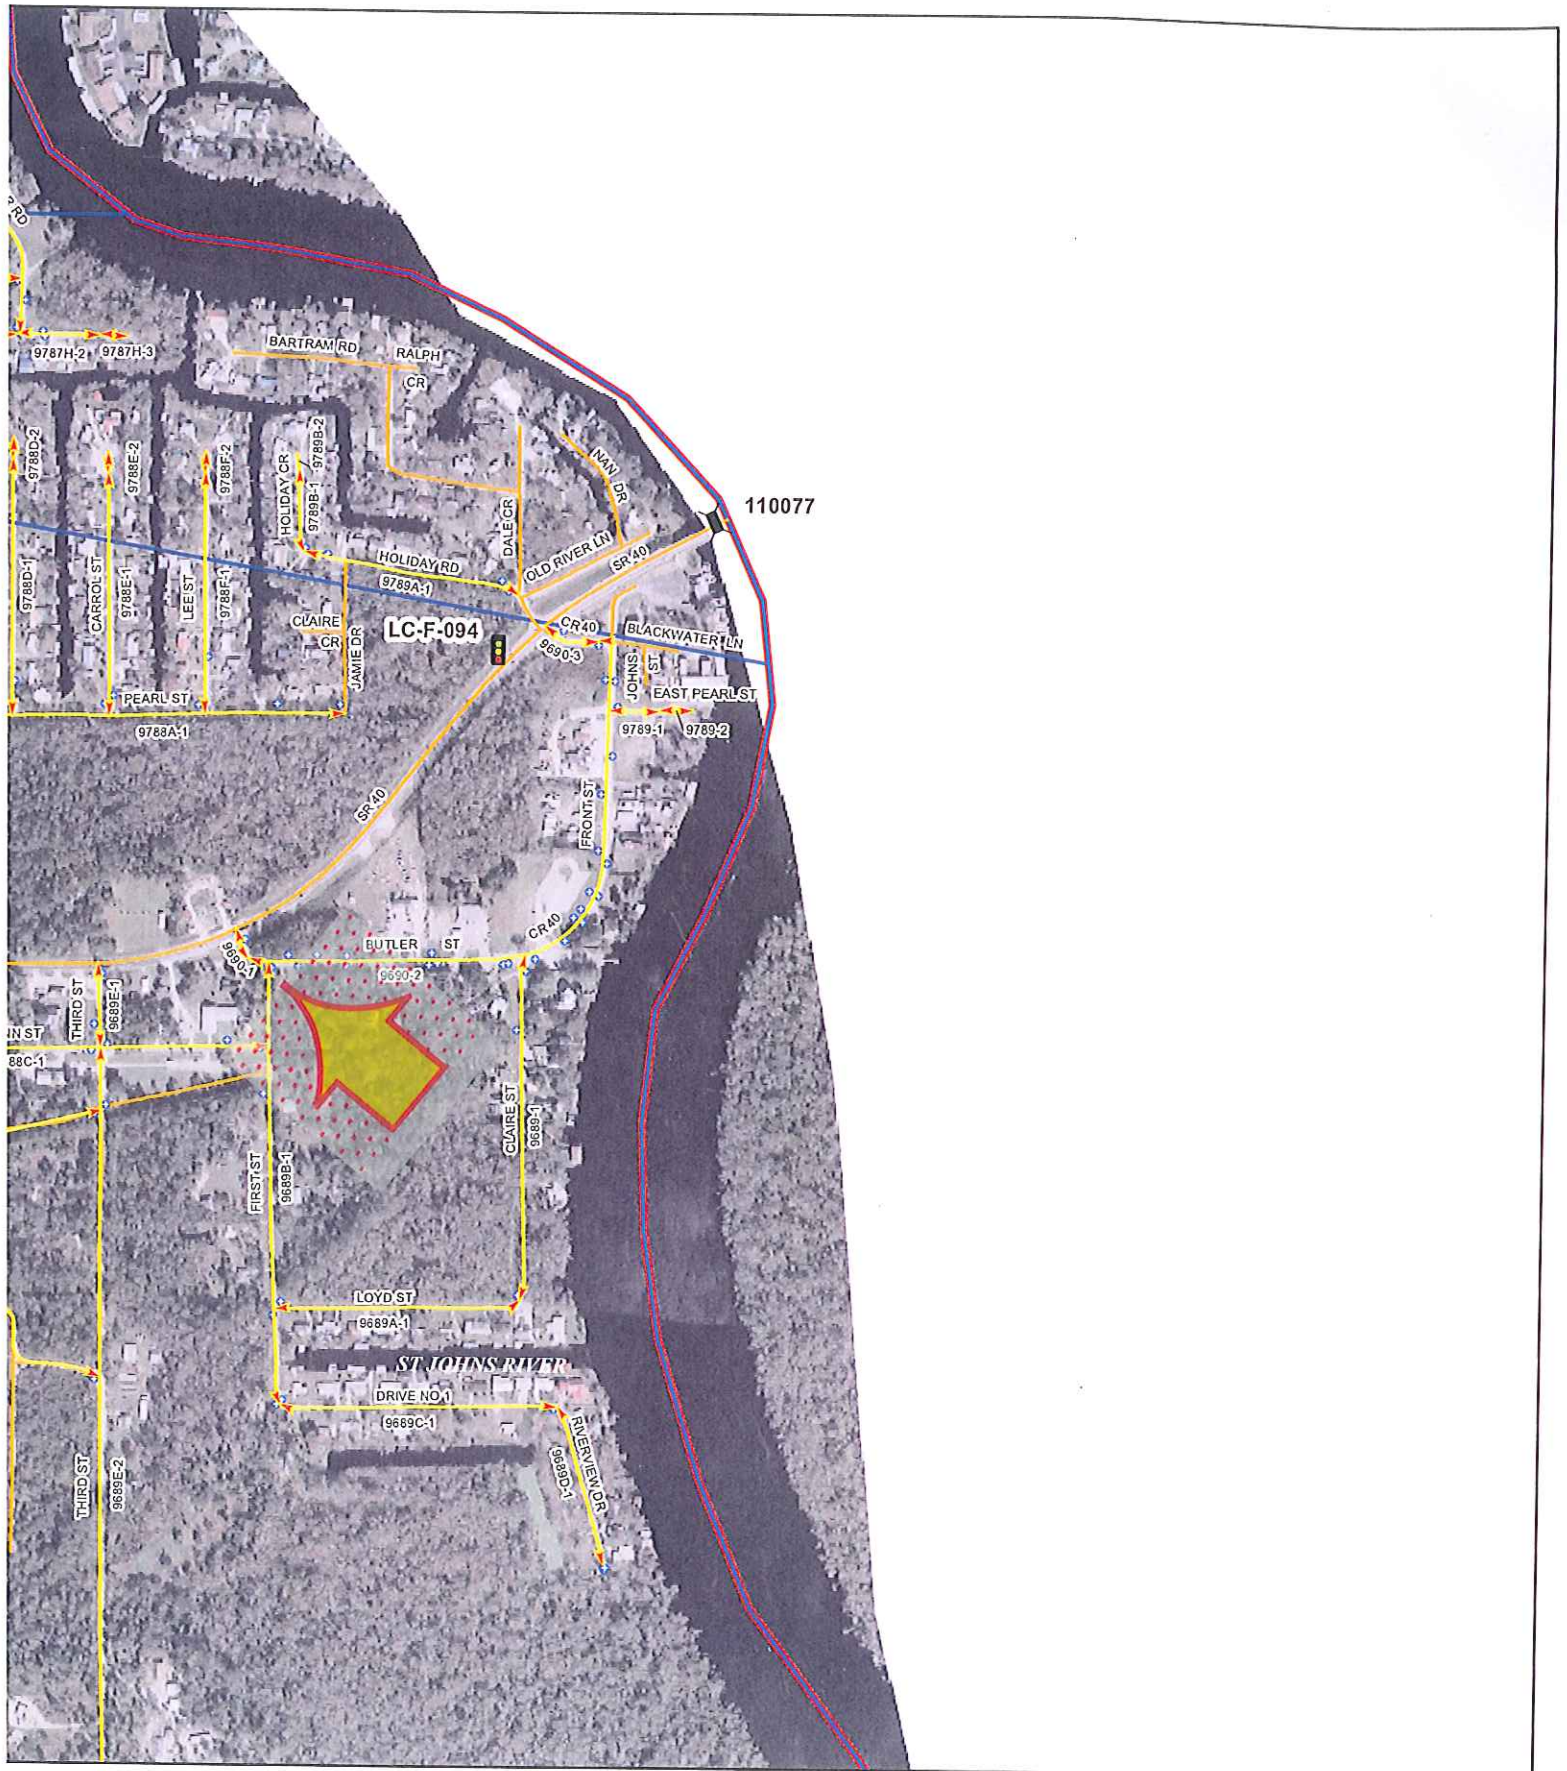 R RD
9787H-2
9787H-3
BARTRAM RD
RALPH
CR
9788D-2
9788E-2
9788F-2
HOLIDAY CR
9789B-2
9789B-1
NAN DR
110077
DALE CR
OLD RIVER LN
SR 40
HOLIDAY RD
9789A-1
9788D-1
CARROL ST
9788E-1
LEE ST
9788F-1
CLAIRE
CR
JAMIE DR
LC-F-094
CR 40
9690-3
BLACKWATER LN
JOHNS
ST
EAST PEARL ST
9789-1
9789-2
PEARL ST
9788A-1
SR 40
FRONT ST
CR 40
BUTLER ST
9690-1
9690-2
THIRD ST
9689E-1
NN ST
88C-1
CLAIRE ST
9689-1
FIRST ST
9689B-1
LOYD ST
9689A-1
ST JOHNS RIVER
DRIVE NO 1
9689C-1
RIVERVIEW DR
9689D-1
THIRD ST
9689E-2